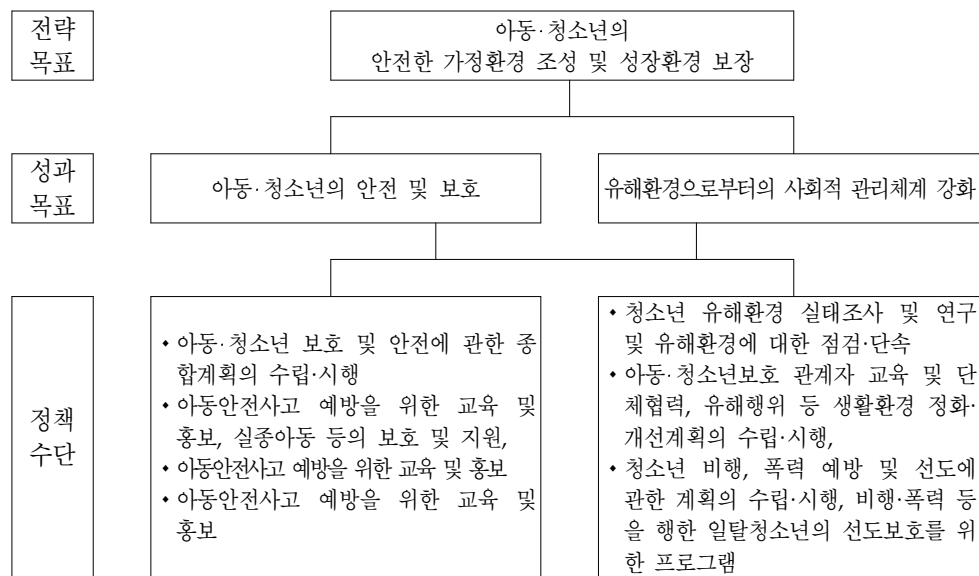 전략
목표
아동·청소년의
안전한 가정환경 조성 및 성장환경 보장
성과
목표
아동·청소년의 안전 및 보호
유해환경으로부터의 사회적 관리체계 강화
정책
수단
• 아동·청소년 보호 및 안전에 관한 종
합계획의 수립·시행
• 아동안전사고 예방을 위한 교육 및
홍보, 실종아동 등의 보호 및 지원,
• 아동안전사고 예방을 위한 교육 및 홍보
• 아동안전사고 예방을 위한 교육 및
홍보
• 청소년 유해환경 실태조사 및 연구
및 유해환경에 대한 점검·단속
• 아동·청소년보호 관계자 교육 및 단
체협력, 유해행위 등 생활환경 정화·
개선계획의 수립·시행,
• 청소년 비행, 폭력 예방 및 선도에
관한 계획의 수립·시행, 비행·폭력 등
을 행한 일탈청소년의 선도보호를 위
한 프로그램